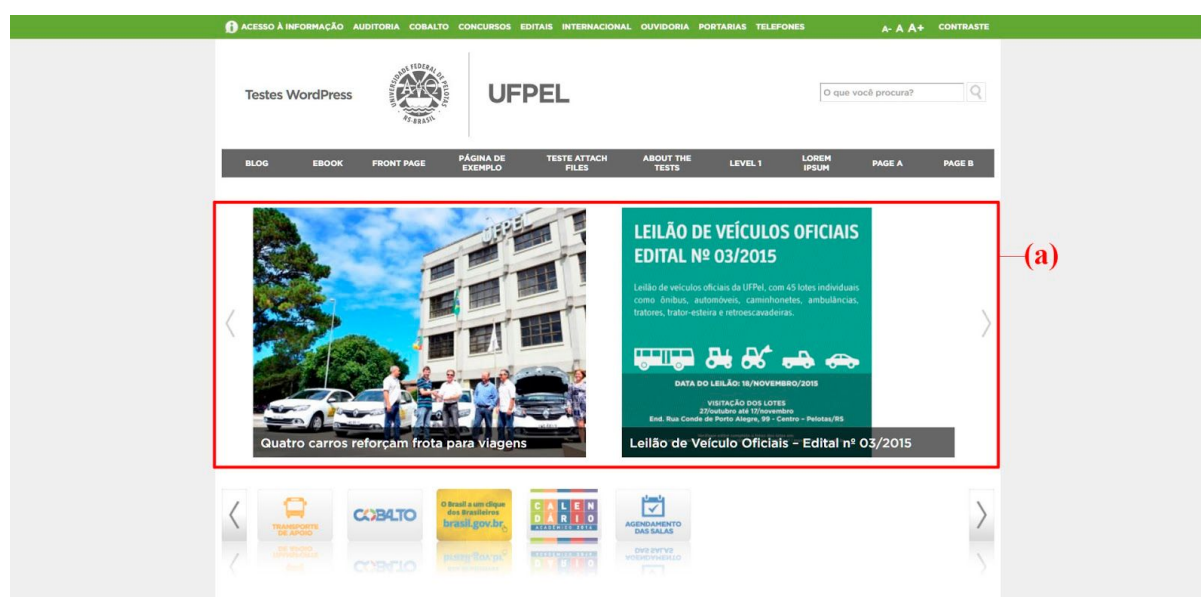 ACESSO À INFORMAÇÃO AUDITORIA COBALTO CONCURSOS EDITAIS INTERNACIONAL OUVIDORIA PORTARIAS TELEFONES A- A A+ CONTRASTE
Testes WordPress
UNIVERSIDADE FEDERAL DE PELOTAS
RS-BRASIL
UFPEL
O que você procura?
BLOG EBOOK FRONT PAGE PÁGINA DE EXEMPLO TESTE ATTACH FILES ABOUT THE TESTS LEVEL 1 LOREM IPSUM PAGE A PAGE B
UFPEL
Quatro carros reforçam frota para viagens
LEILÃO DE VEÍCULOS OFICIAIS
EDITAL Nº 03/2015
Leilão de veículos oficiais da UFPel, com 45 lotes individuais
como ônibus, automóveis, caminhonetes, ambulâncias,
tratores, trator-esteira e retroescavadeiras.
DATA DO LEILÃO: 18/NOVEMBRO/2015
VISITAÇÃO DOS LOTES
27/outubro até 17/novembro
End. Rua Conde de Porto Alegre, 99 - Centro - Pelotas/RS
Leilão de Veículo Oficiais – Edital nº 03/2015
(a)
TRANSPORTE
DE APOIO
COBALTO
O Brasil a um clique
dos Brasileiros
brasil.gov.br
CALEN
DÁRIO
ACADÊMICO 2016
AGENDAMENTO
DAS SALAS